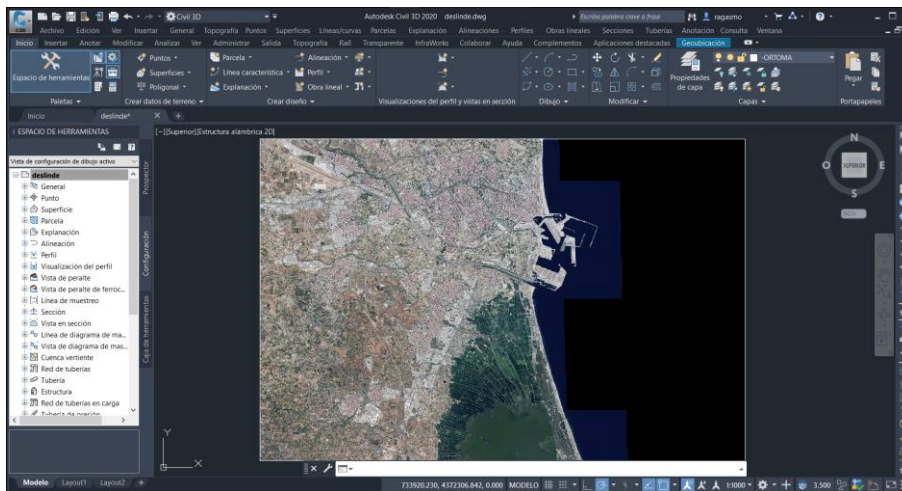 Civil 3D
Autodesk Civil 3D 2020 deslinde.dwg
Escriba palabra clave o frase
ragasmo
Archivo Edición Ver Insertar General Topografía Puntos Superficies Líneas/curvas Parcelas Explanación Alineaciones Perfiles Obras lineales Secciones Tuberías Anotación Consulta Ventana
Inicio Insertar Anotar Modificar Analizar Ver Administrar Salida Topografía Rail Transparente InfraWorks Colaborar Ayuda Complementos Aplicaciones destacadas Geoubicación
Puntos Parcela Alineación
Espacio de herramientas Superficies Línea característica Perfil Propiedades de capa Pegar
Poligonal Explanación Obra lineal
-ORTOMA
Paletas Crear datos de terreno Crear diseño Visualizaciones del perfil y vistas en sección Dibujo Modificar Capas Portapapeles
Inicio deslinde*
ESPACIO DE HERRAMIENTAS
[−][Superior][Estructura alámbrica 2D]
Vista de configuración de dibujo activo
deslinde
General
Punto
Superficie
Parcela
Explanación
Alineación
Perfil
Visualización del perfil
Vista de peralte
Vista de peralte de ferroc...
Línea de muestreo
Sección
Vista en sección
Línea de diagrama de ma...
Vista de diagrama de mas...
Cuenca vertiente
Red de tuberías
Tubería
Estructura
Red de tuberías en carga
Tubería de presión
Prospector
Configuración
Caja de herramientas
N
O SUPERIOR E
S
Y
X
Modelo Layout1 Layout2 +
733920.230, 4372306.842, 0.000 MODELO
1:1000
3.500